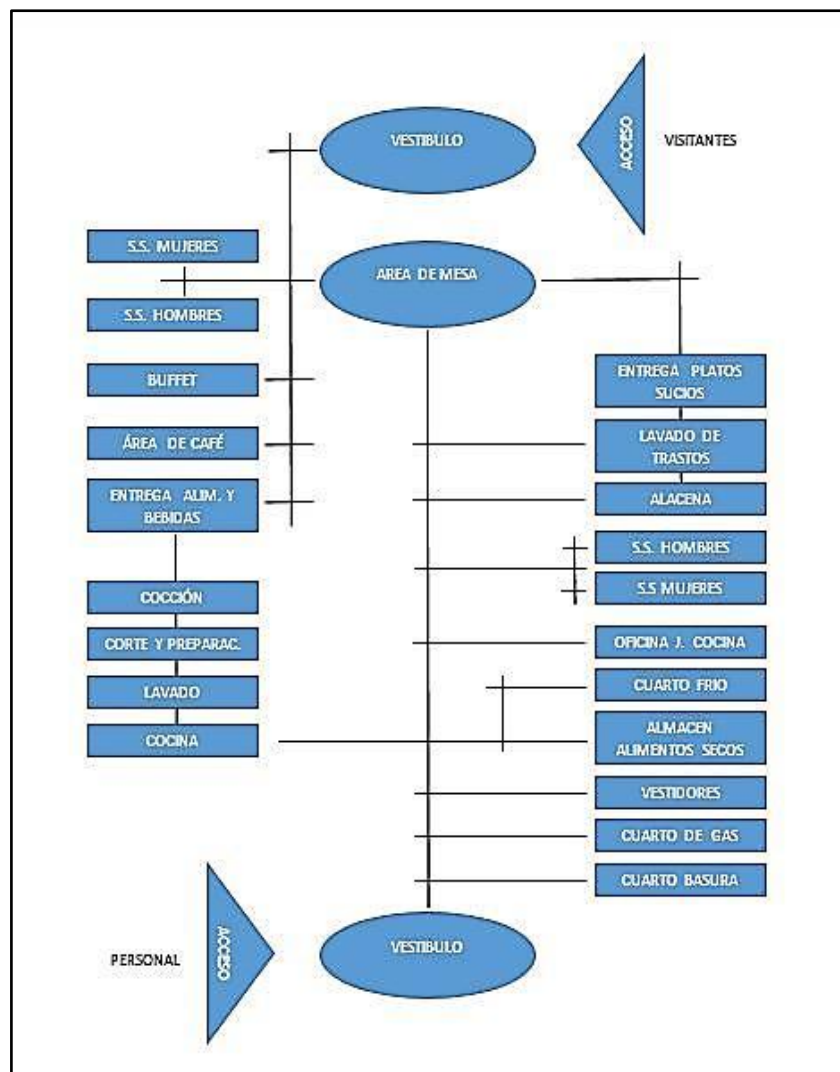 VESTIBULO
ACCESO
VISITANTES
S.S. MUJERES
AREA DE MESA
S.S. HOMBRES
BUFFET
ÁREA DE CAFÉ
ENTREGA ALIM. Y
BEBIDAS
COCCIÓN
CORTE Y PREPARAC.
LAVADO
COCINA
ENTREGA PLATOS
SUCIOS
LAVADO DE
TRASTOS
ALACENA
S.S. HOMBRES
S.S MUJERES
OFICINA J. COCINA
CUARTO FRIO
ALMACEN
ALIMENTOS SECOS
VESTIDORES
CUARTO DE GAS
CUARTO BASURA
PERSONAL
ACCESO
VESTIBULO